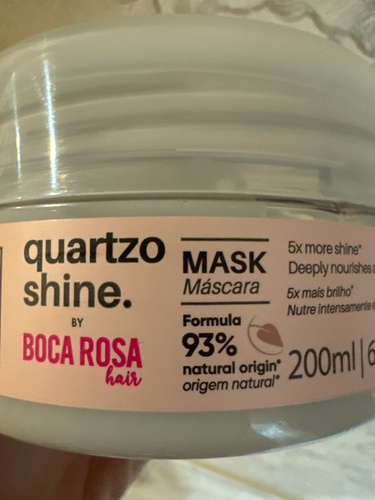 quartzo
shine.
BY
BOCA ROSA
hair
MASK
Máscara
Formula
93%
natural origin*
origem natural*
5x more shine*
Deeply nourishes
5x mais brilho*
Nutre intensamente
200ml | 6